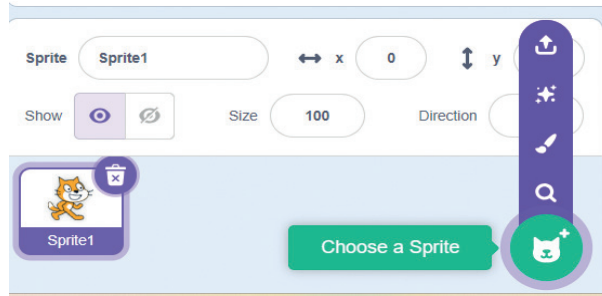 Sprite Sprite1 x 0 y
Show Size 100 Direction
Sprite1
Choose a Sprite